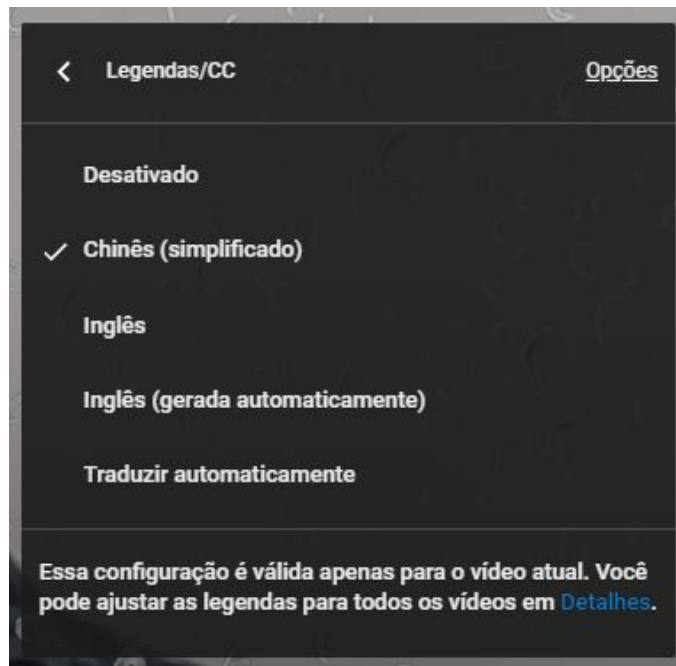 Legendas/CC Opções
Desativado
Chinês (simplificado)
Inglês
Inglês (gerada automaticamente)
Traduzir automaticamente
Essa configuração é válida apenas para o vídeo atual. Você
pode ajustar as legendas para todos os vídeos em Detalhes.